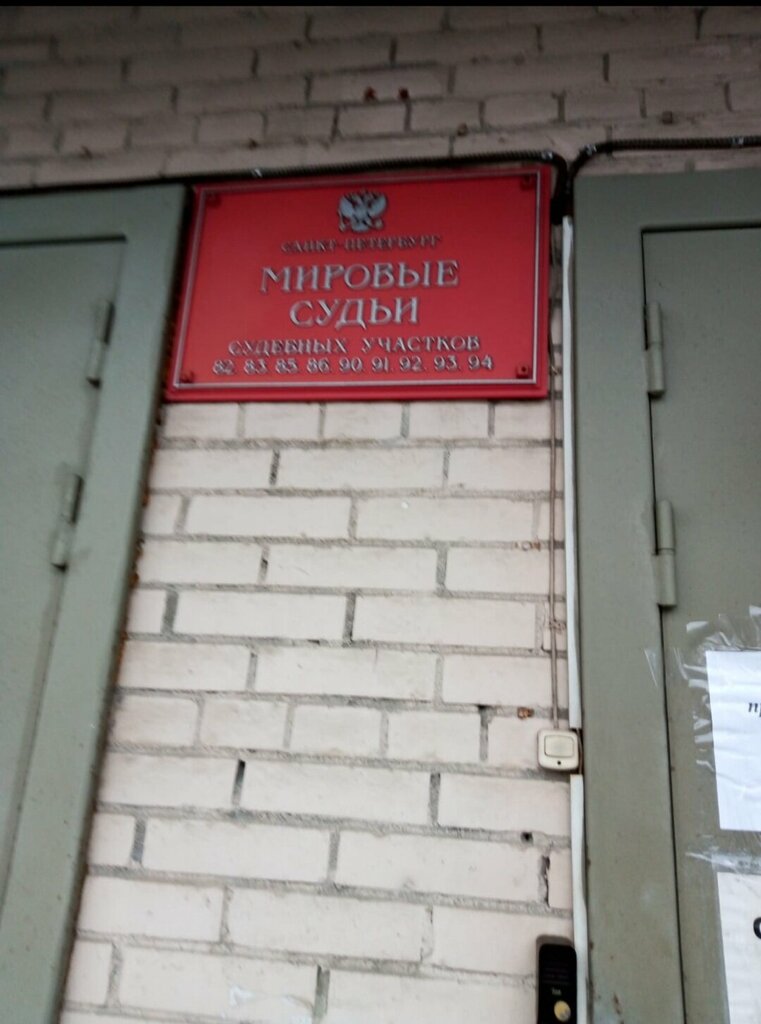 САНКТ-ПЕТЕРБУРГ
МИРОВЫЕ
СУДЬИ
СУДЕБНЫХ УЧАСТКОВ
82. 83. 85. 86. 90. 91. 92. 93. 94